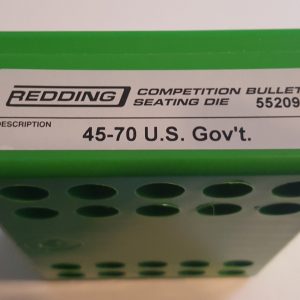 REDDING COMPETITION BULLET
SEATING DIE 55209
DESCRIPTION
45-70 U.S. Gov't.